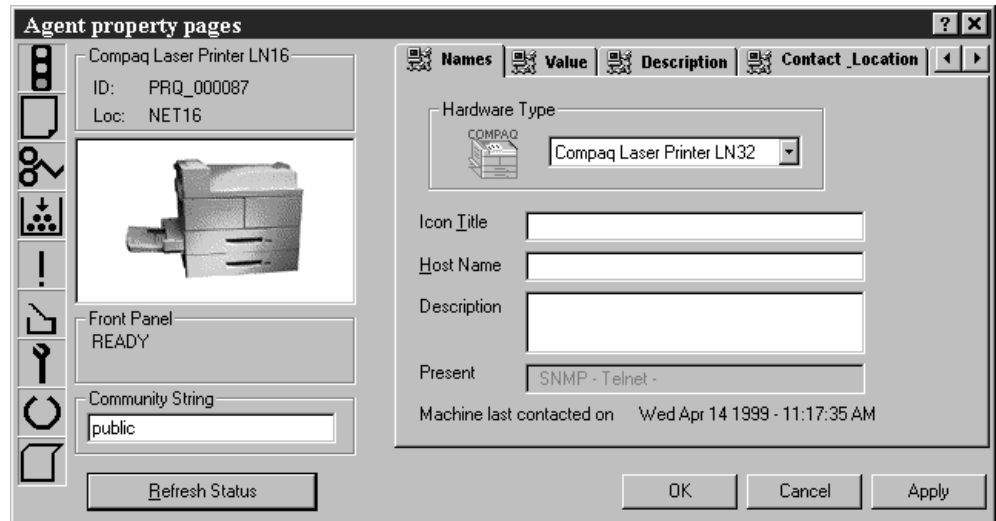 Agent property pages
Compaq Laser Printer LN16
ID: PRQ_000087
Loc: NET16
Front Panel
READY
Community String
public
Refresh Status
Names Value Description Contact _Location
Hardware Type
COMPAQ
Compaq Laser Printer LN32
Icon Title
Host Name
Description
Present SNMP - Telnet -
Machine last contacted on Wed Apr 14 1999 - 11:17:35 AM
OK Cancel Apply